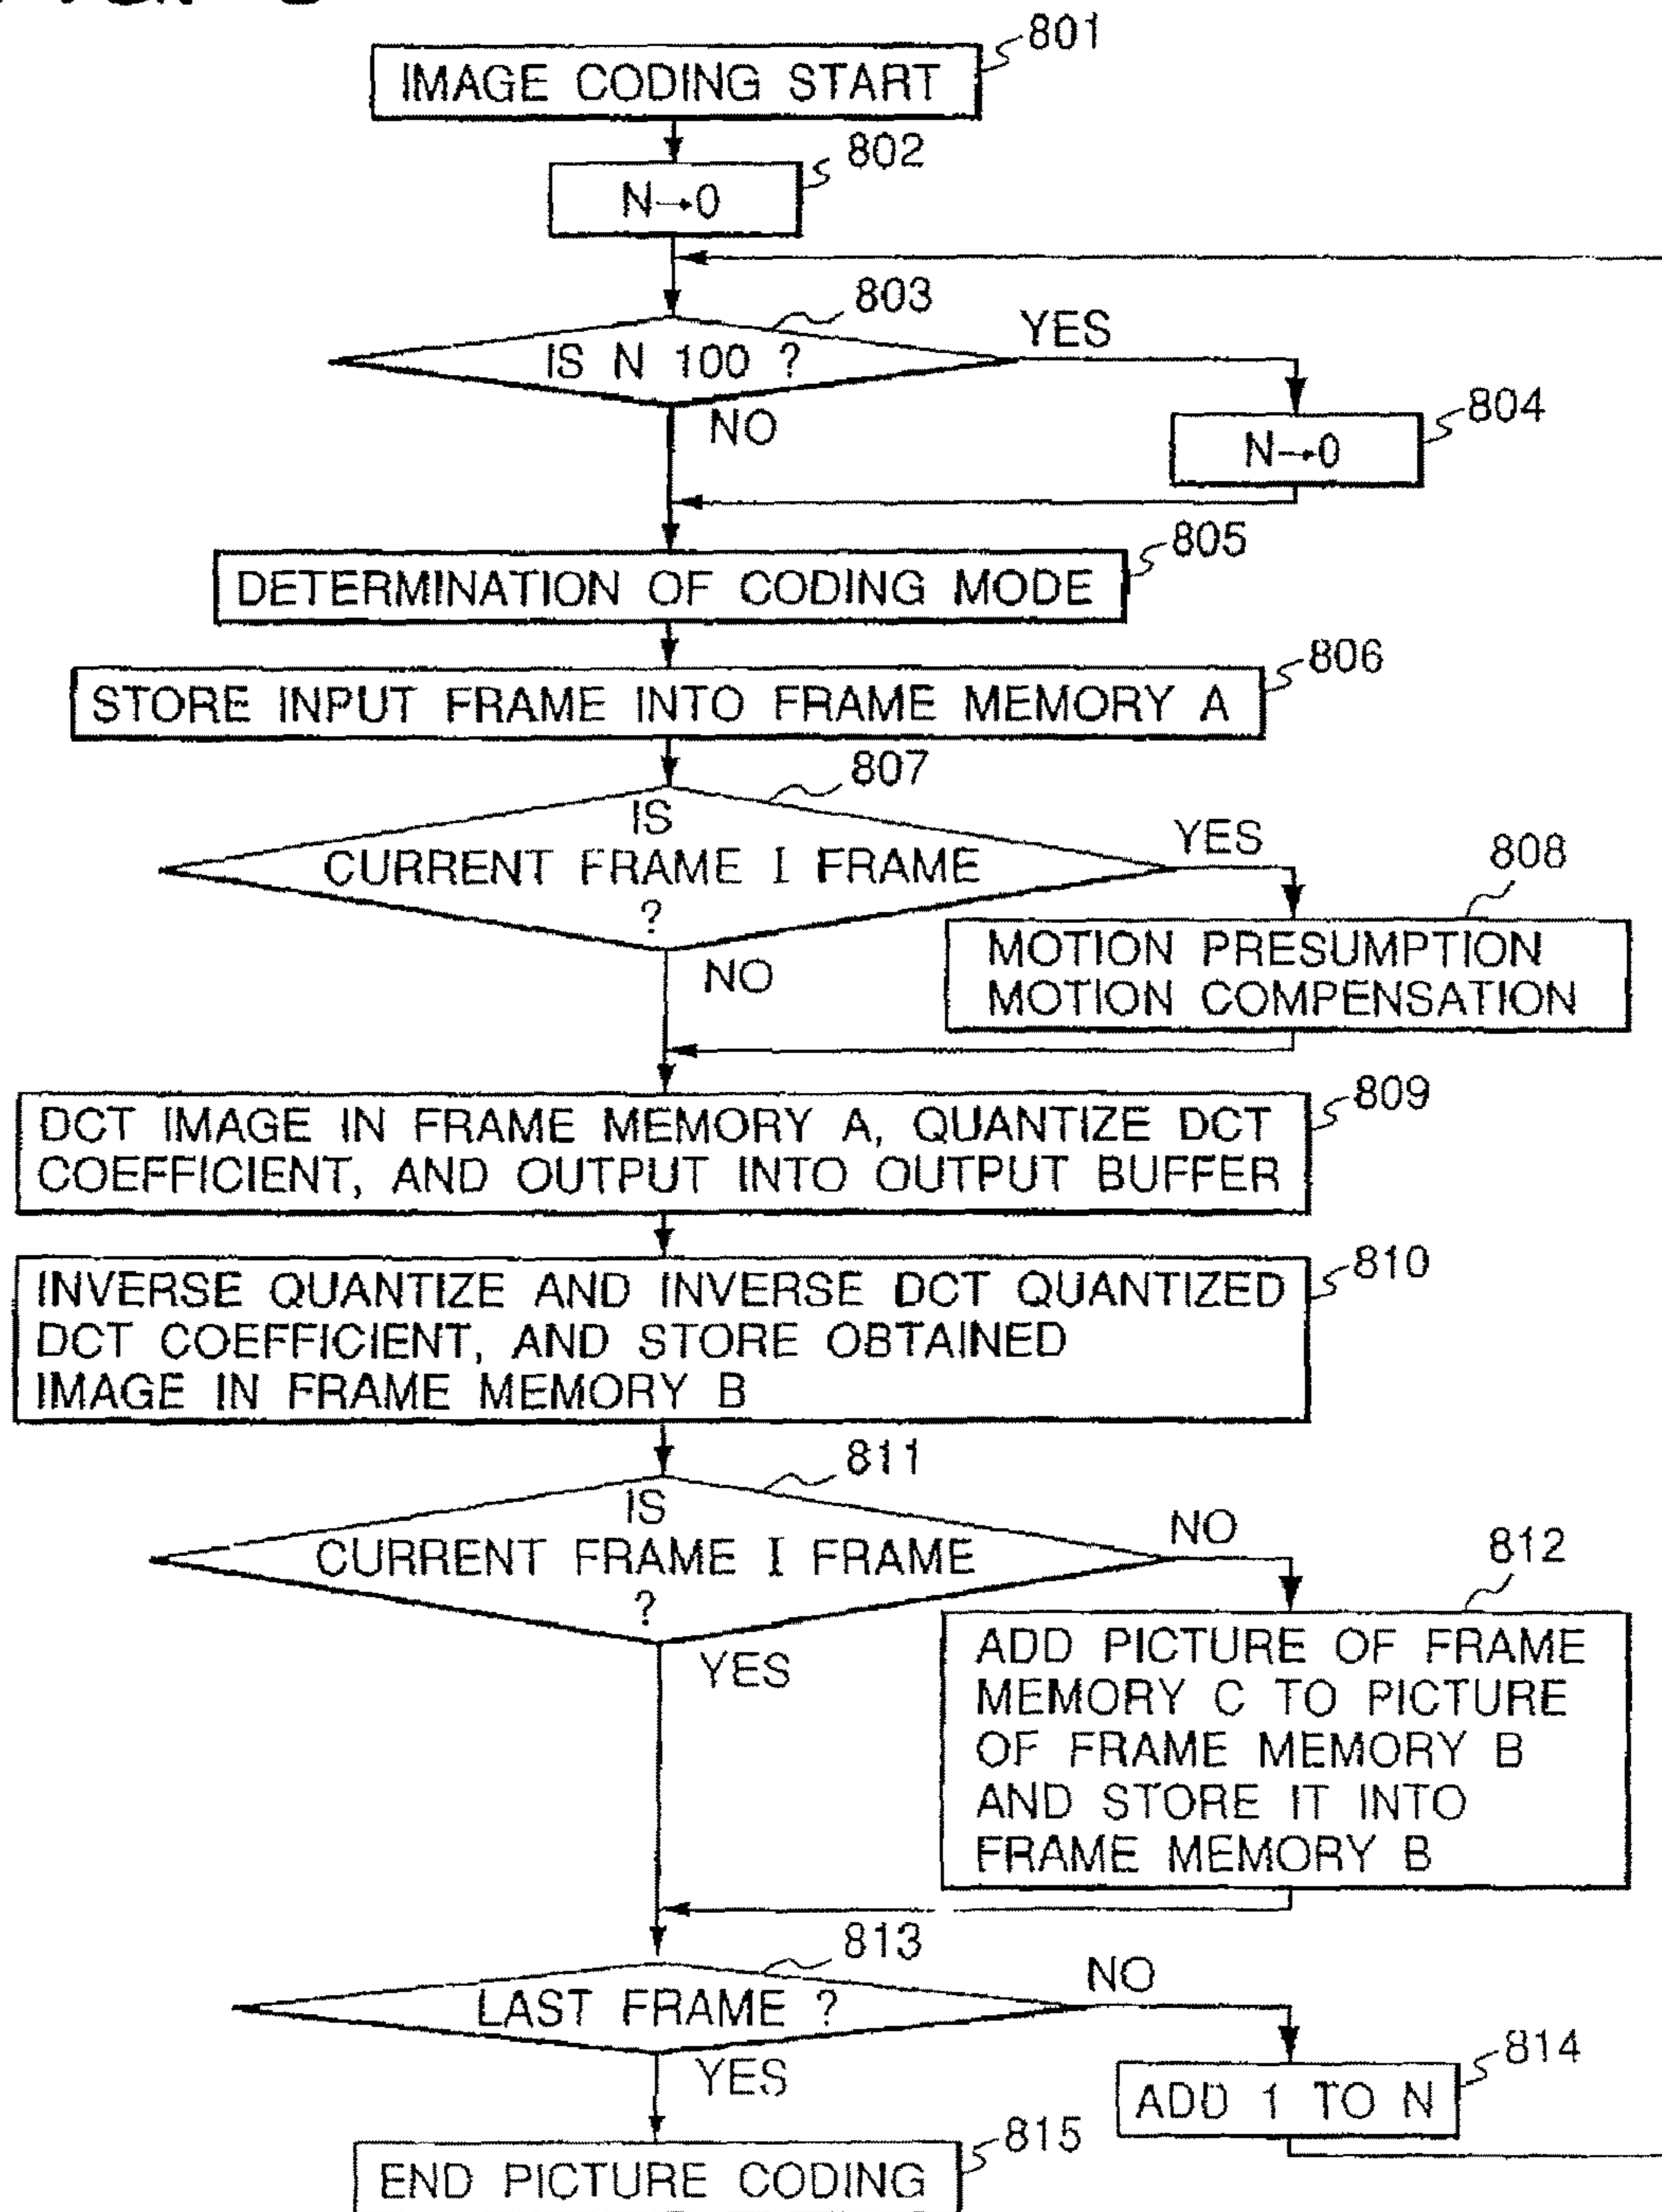 801
IMAGE CODING START
802
N→0
803
IS N 100 ?
YES
NO
804
N→0
805
DETERMINATION OF CODING MODE
806
STORE INPUT FRAME INTO FRAME MEMORY A
807
IS
CURRENT FRAME I FRAME
?
YES
NO
808
MOTION PRESUMPTION
MOTION COMPENSATION
809
DCT IMAGE IN FRAME MEMORY A, QUANTIZE DCT
COEFFICIENT, AND OUTPUT INTO OUTPUT BUFFER
810
INVERSE QUANTIZE AND INVERSE DCT QUANTIZED
DCT COEFFICIENT, AND STORE OBTAINED
IMAGE IN FRAME MEMORY B
811
IS
CURRENT FRAME I FRAME
?
NO
YES
812
ADD PICTURE OF FRAME
MEMORY C TO PICTURE
OF FRAME MEMORY B
AND STORE IT INTO
FRAME MEMORY B
813
LAST FRAME ?
NO
YES
814
ADD 1 TO N
815
END PICTURE CODING